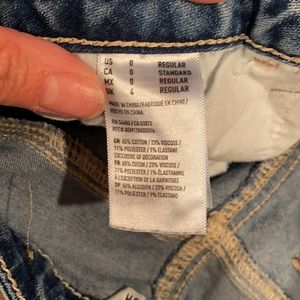 US 0 REGULAR
CA 0 STANDARD
MX 0 REGULAR
UK 4 REGULAR
MADE IN CHINA/FABRIQUÉ EN CHINE/
HECHO EN CHINA
EN 65% COTTON / 23% VISCOSE /
11% POLYESTER / 1% ELASTANE
EXCLUSIVE OF DECORATION
FR 65% COTON / 23% VISCOSE /
11% POLYESTER / 1% ÉLASTHANNE
À L'EXCEPTION DE LA GARNITURE
SP 65% ALGODÓN / 23% VISCOSA /
11% POLIÉSTER / 1% ELASTANO